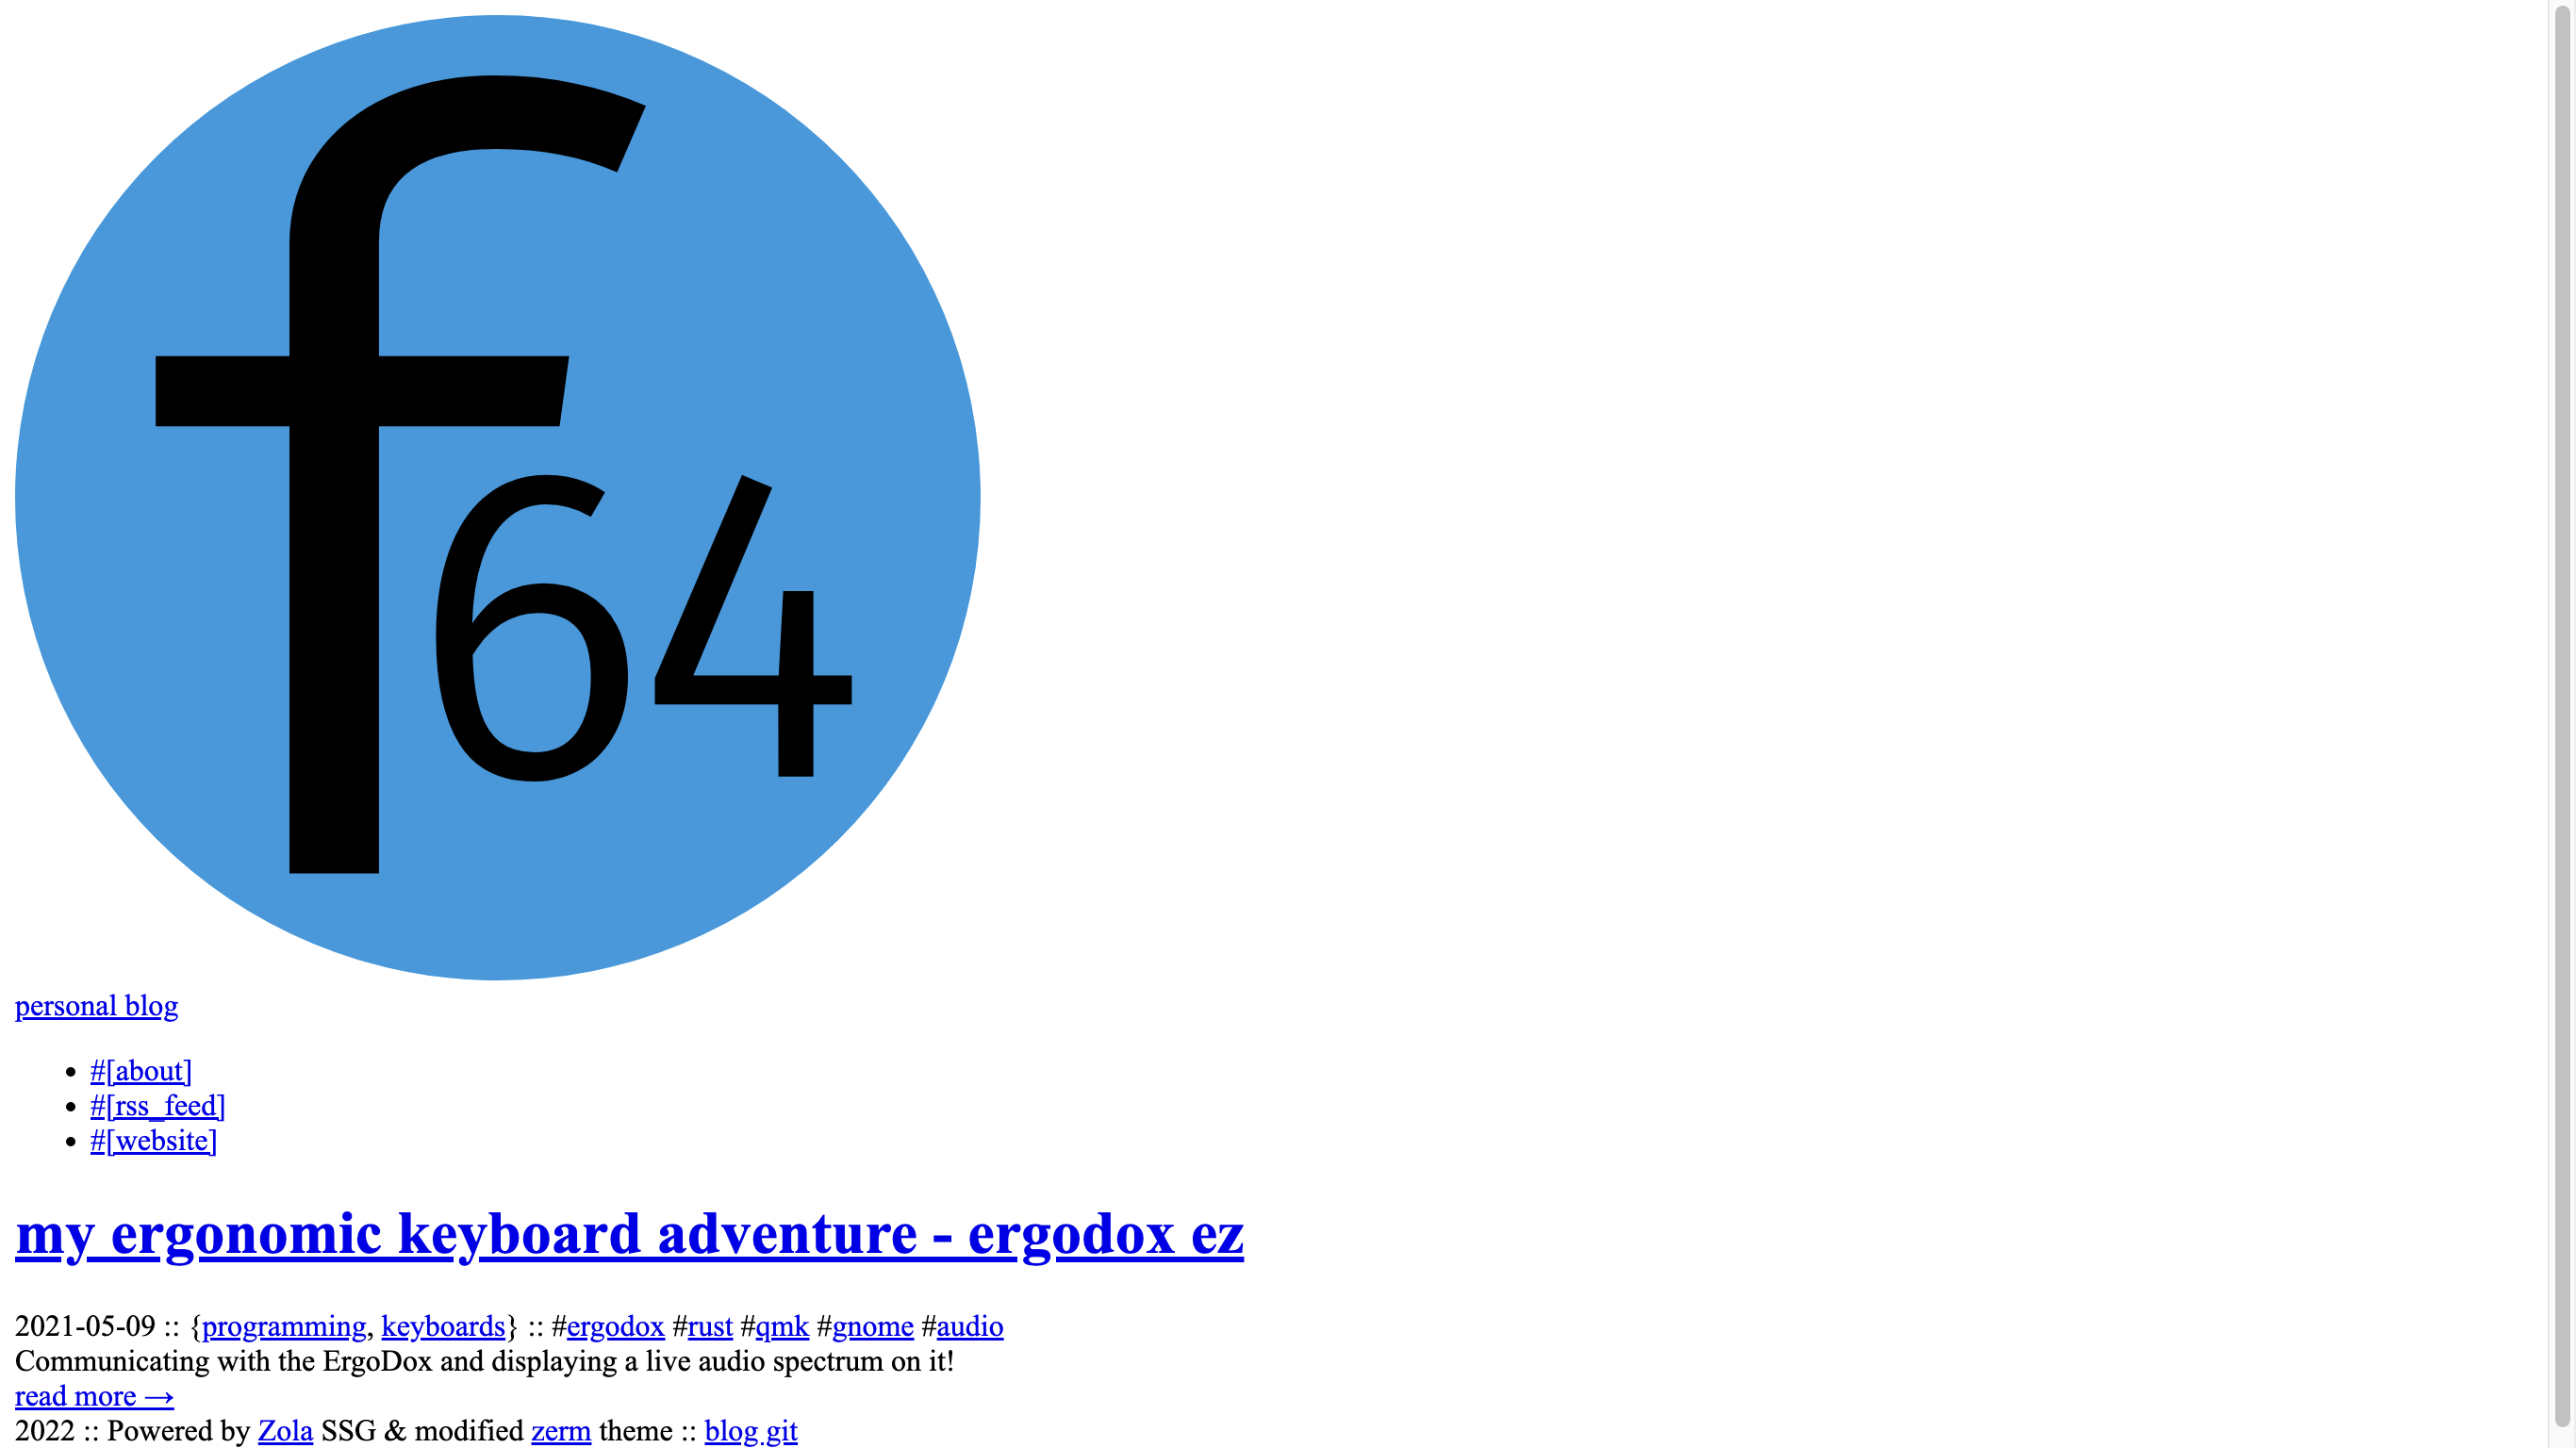 f64
personal blog
#[about]
#[rss_feed]
#[website]
my ergonomic keyboard adventure - ergodox ez
2021-05-09 :: {programming, keyboards} :: #ergodox #rust #qmk #gnome #audio
Communicating with the ErgoDox and displaying a live audio spectrum on it!
read more →
2022 :: Powered by Zola SSG & modified zerm theme :: blog git